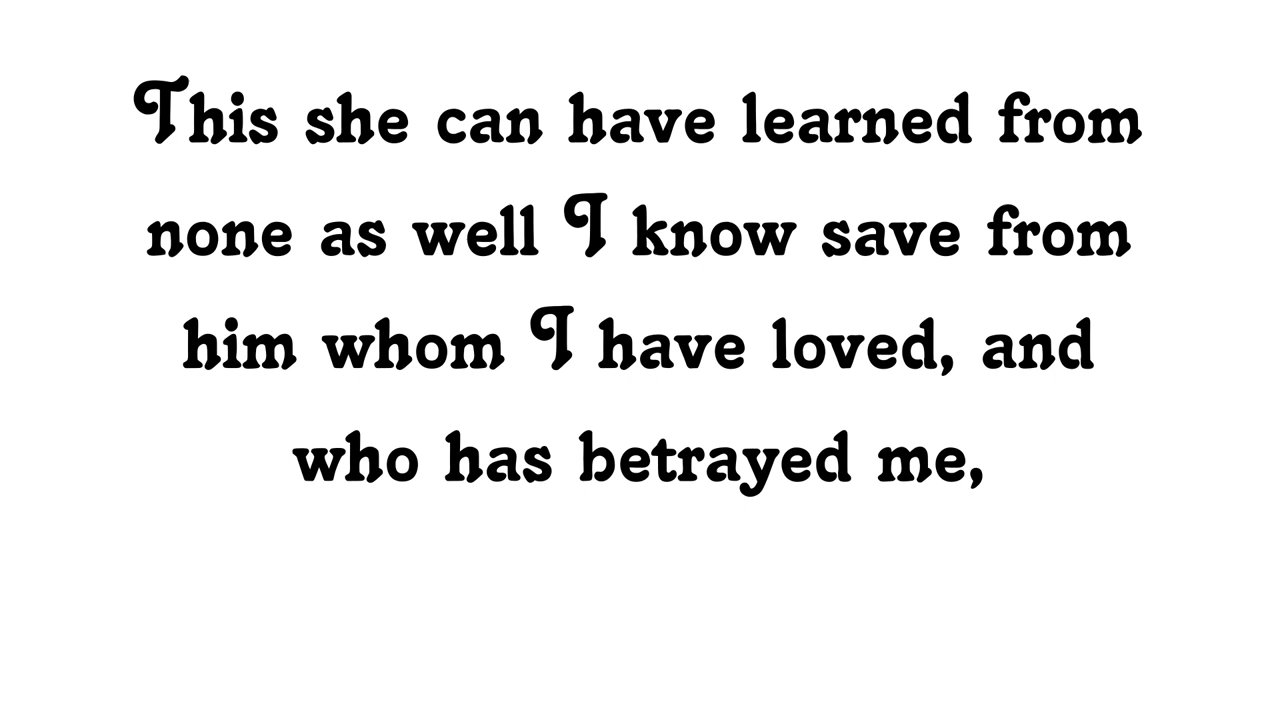 This she can have learned from
none as well I know save from
him whom I have loved, and
who has betrayed me,